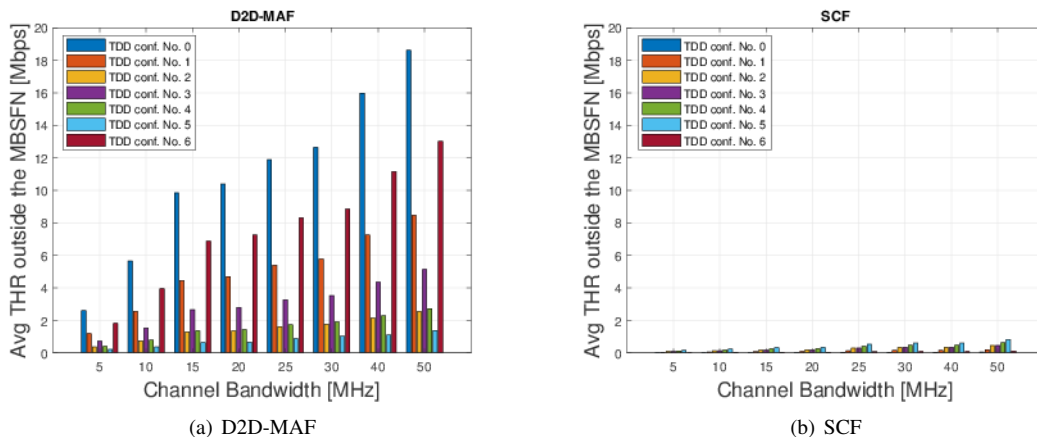 D2D-MAF
Avg THR outside the MBSFN [Mbps]
20
18
16
14
12
10
8
6
4
2
0
TDD conf. No. 0
TDD conf. No. 1
TDD conf. No. 2
TDD conf. No. 3
TDD conf. No. 4
TDD conf. No. 5
TDD conf. No. 6
5 10 15 20 25 30 40 50
Channel Bandwidth [MHz]
(a) D2D-MAF
SCF
Avg THR outside the MBSFN [Mbps]
20
18
16
14
12
10
8
6
4
2
0
TDD conf. No. 0
TDD conf. No. 1
TDD conf. No. 2
TDD conf. No. 3
TDD conf. No. 4
TDD conf. No. 5
TDD conf. No. 6
5 10 15 20 25 30 40 50
Channel Bandwidth [MHz]
(b) SCF